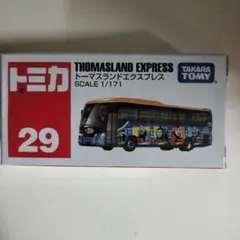 トミカ
THOMASLAND EXPRESS
トーマスランドエクスプレス
SCALE 1/171
TAKARA
TOMY
29